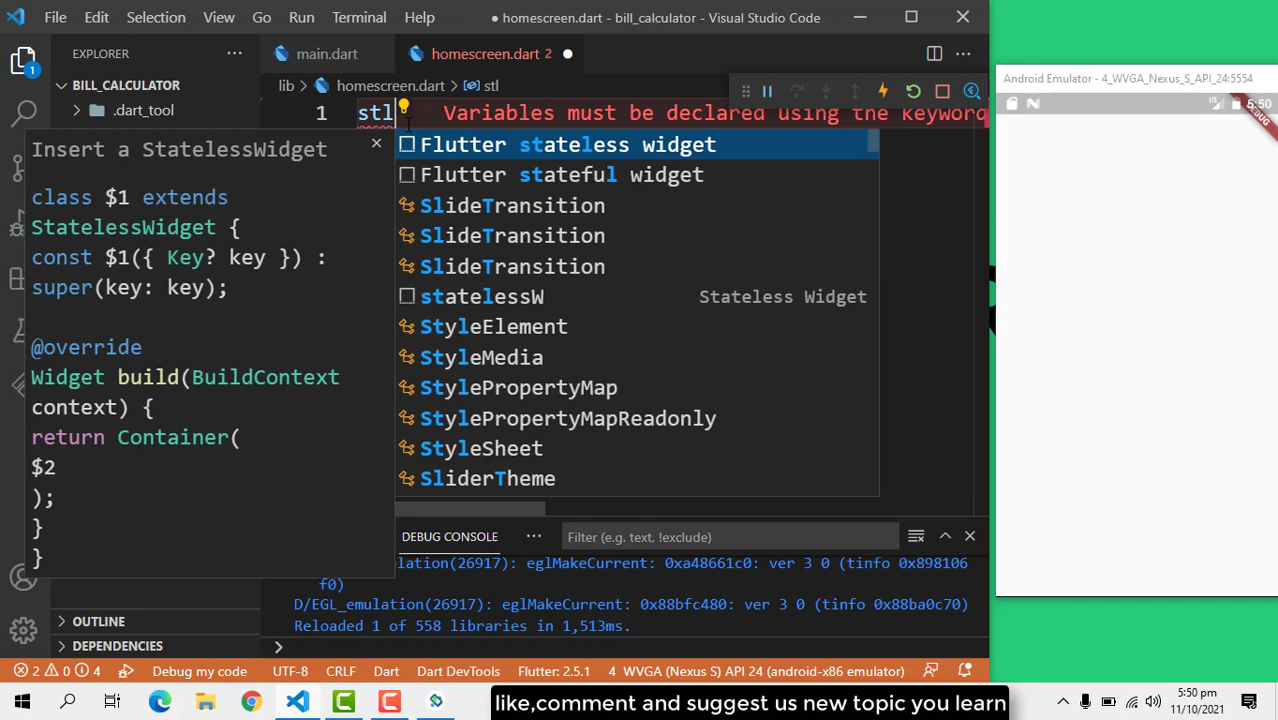 File Edit Selection View Go Run Terminal Help ● homescreen.dart - bill_calculator - Visual Studio Code
EXPLORER ...
main.dart
homescreen.dart 2 ●
BILL_CALCULATOR
.dart_tool
lib > homescreen.dart > stl
1 stl Variables must be declared using the keyword
Insert a StatelessWidget
class $1 extends
StatelessWidget {
const $1({ Key? key }) :
super(key: key);
@override
Widget build(BuildContext
context) {
return Container(
$2
);
}
}
Flutter stateless widget
Flutter stateful widget
SlideTransition
SlideTransition
SlideTransition
statelessW Stateless Widget
StyleElement
StyleMedia
StylePropertyMap
StylePropertyMapReadonly
StyleSheet
SliderTheme
DEBUG CONSOLE ... Filter (e.g. text, !exclude)
lation(26917): eglMakeCurrent: 0xa48661c0: ver 3 0 (tinfo 0x898106
f0)
D/EGL_emulation(26917): eglMakeCurrent: 0x88bfc480: ver 3 0 (tinfo 0x88ba0c70)
Reloaded 1 of 558 libraries in 1,513ms.
>
OUTLINE
DEPENDENCIES
1
2 0 4 Debug my code UTF-8 CRLF Dart Dart DevTools Flutter: 2.5.1 4 WVGA (Nexus S) API 24 (android-x86 emulator)
Android Emulator - 4_WVGA_Nexus_S_API_24:5554
LTE 5:50
DEBUG
like,comment and suggest us new topic you learn
5:50 pm
11/10/2021